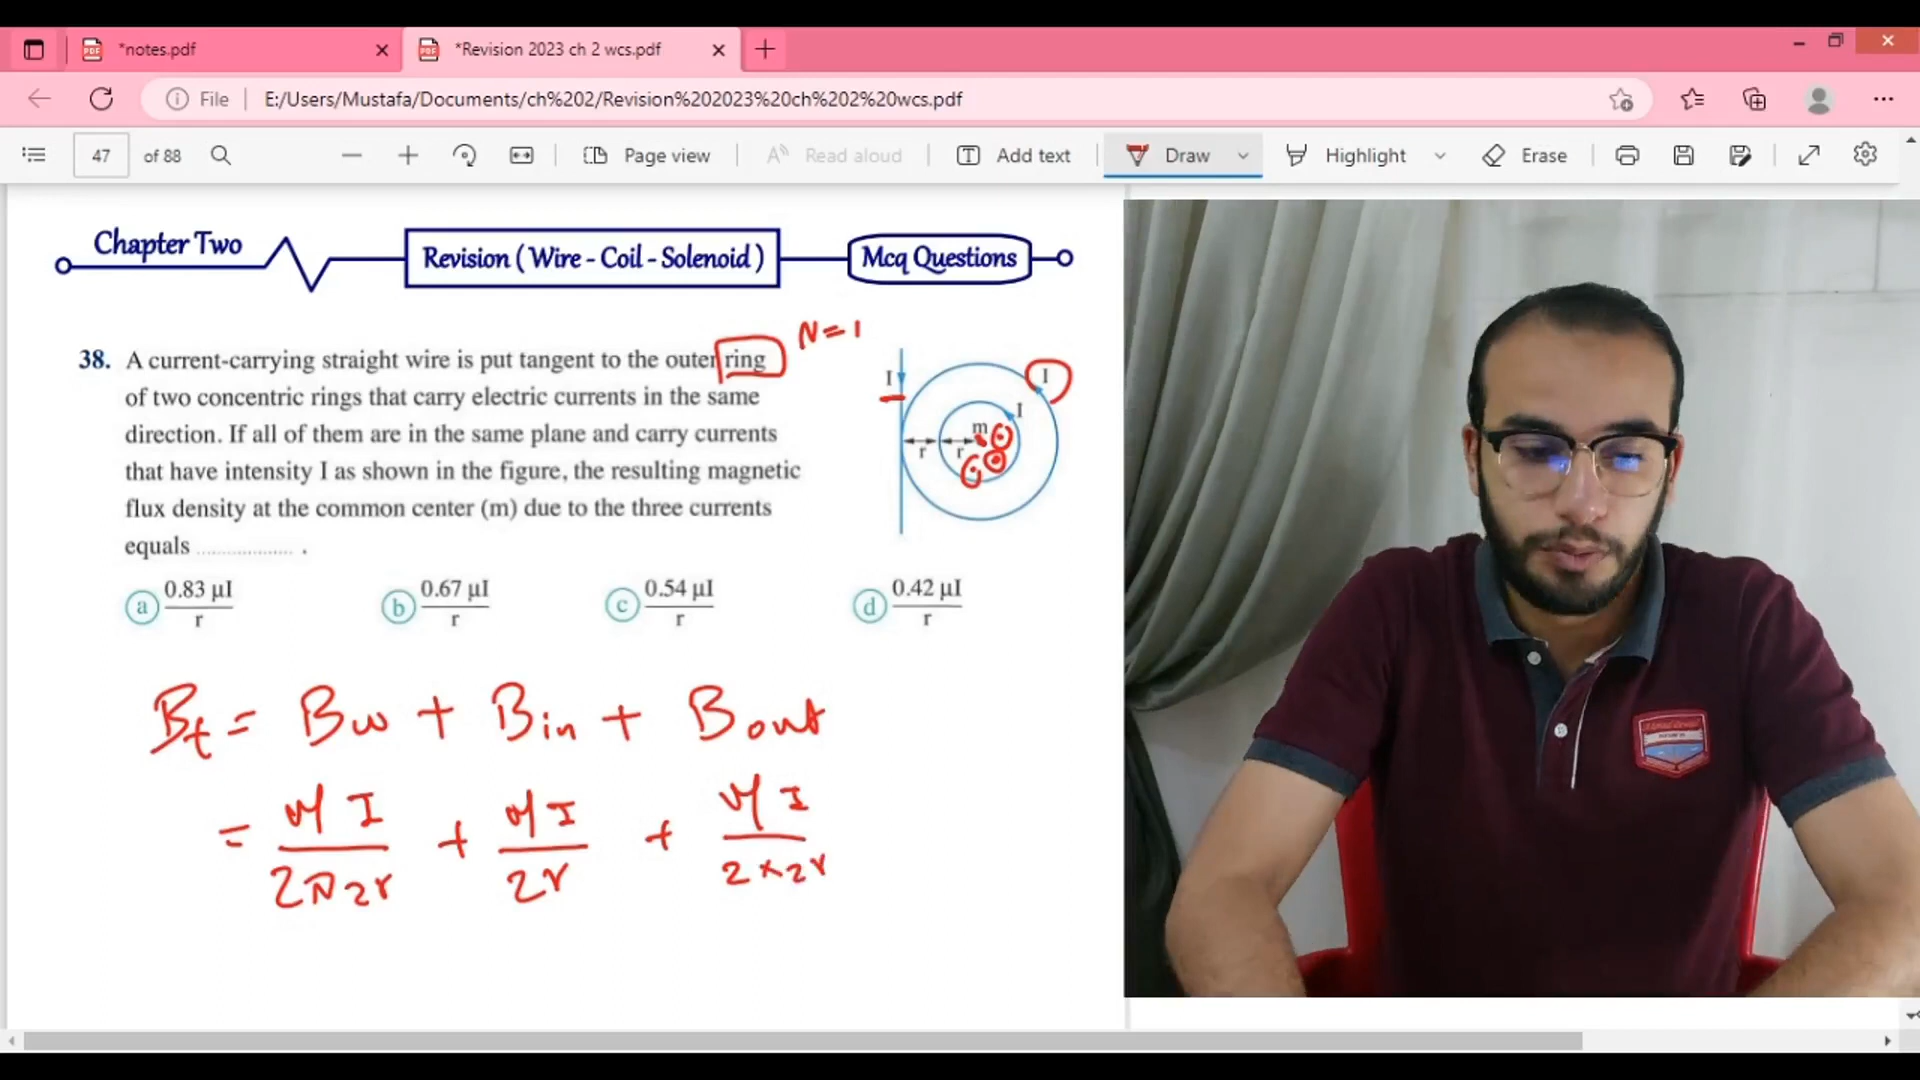 *notes.pdf
*Revision 2023 ch 2 wcs.pdf
File
E:/Users/Mustafa/Documents/ch%202/Revision%202023%20ch%202%20wcs.pdf
47 of 88
Page view
Read aloud
Add text
Draw
Highlight
Erase
Chapter Two
Revision ( Wire - Coil - Solenoid )
Mcq Questions
N = 1
38. A current-carrying straight wire is put tangent to the outer ring
of two concentric rings that carry electric currents in the same
direction. If all of them are in the same plane and carry currents
that have intensity I as shown in the figure, the resulting magnetic
flux density at the common center (m) due to the three currents
equals .................... .
I
I
I
m
r
r
a 0.83 μI / r
b 0.67 μI / r
c 0.54 μI / r
d 0.42 μI / r
Bt = Bw + Bin + Bout
= μI / 2π2r + μI / 2r + μI / 2×2r